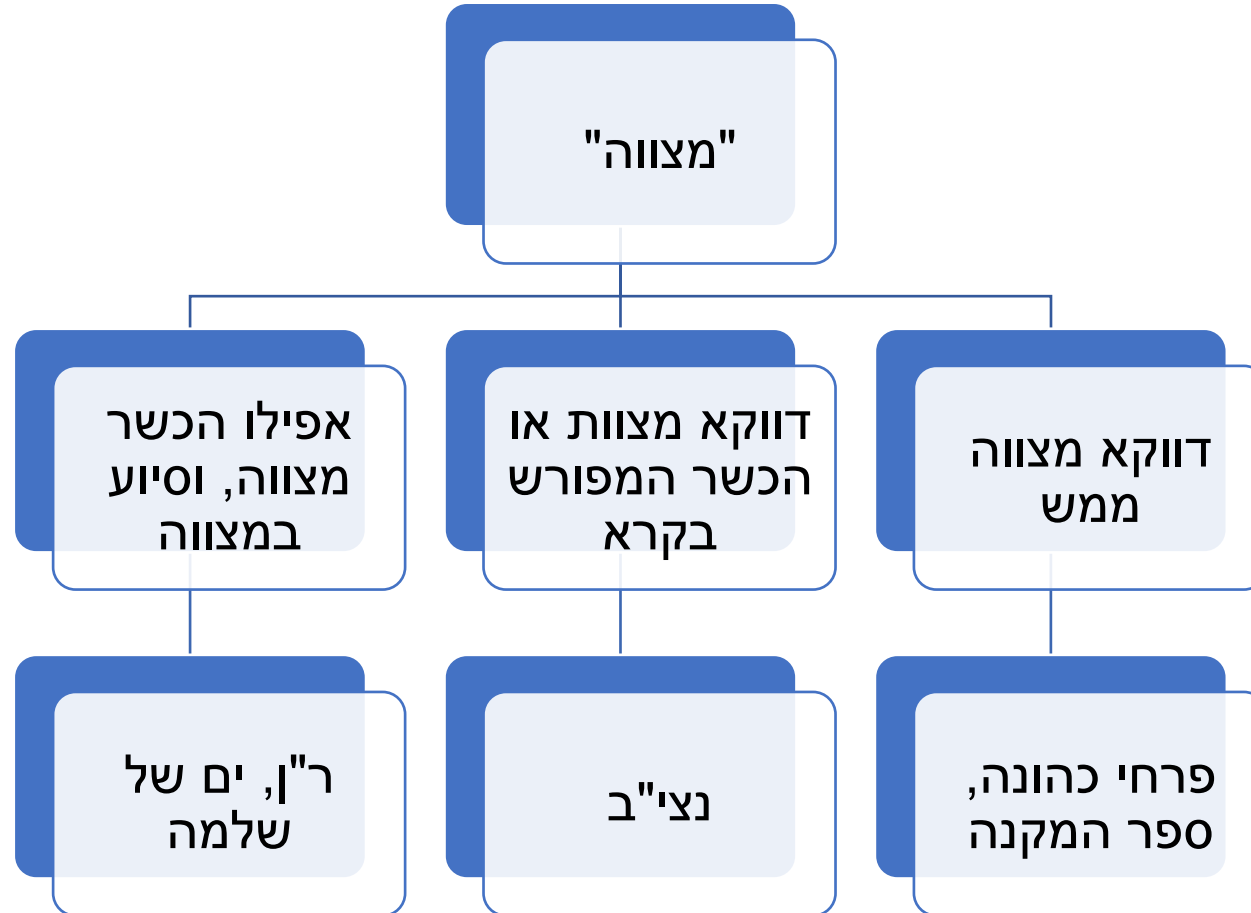 "מצווה"
דווקא מצווה
ממש
דווקא מצוות או
הכשר המפורש
בקרא
אפילו הכשר
מצווה, וסיוע
במצווה
פרחי כהונה,
ספר המקנה
נצי"ב
ר"ן, ים של
שלמה